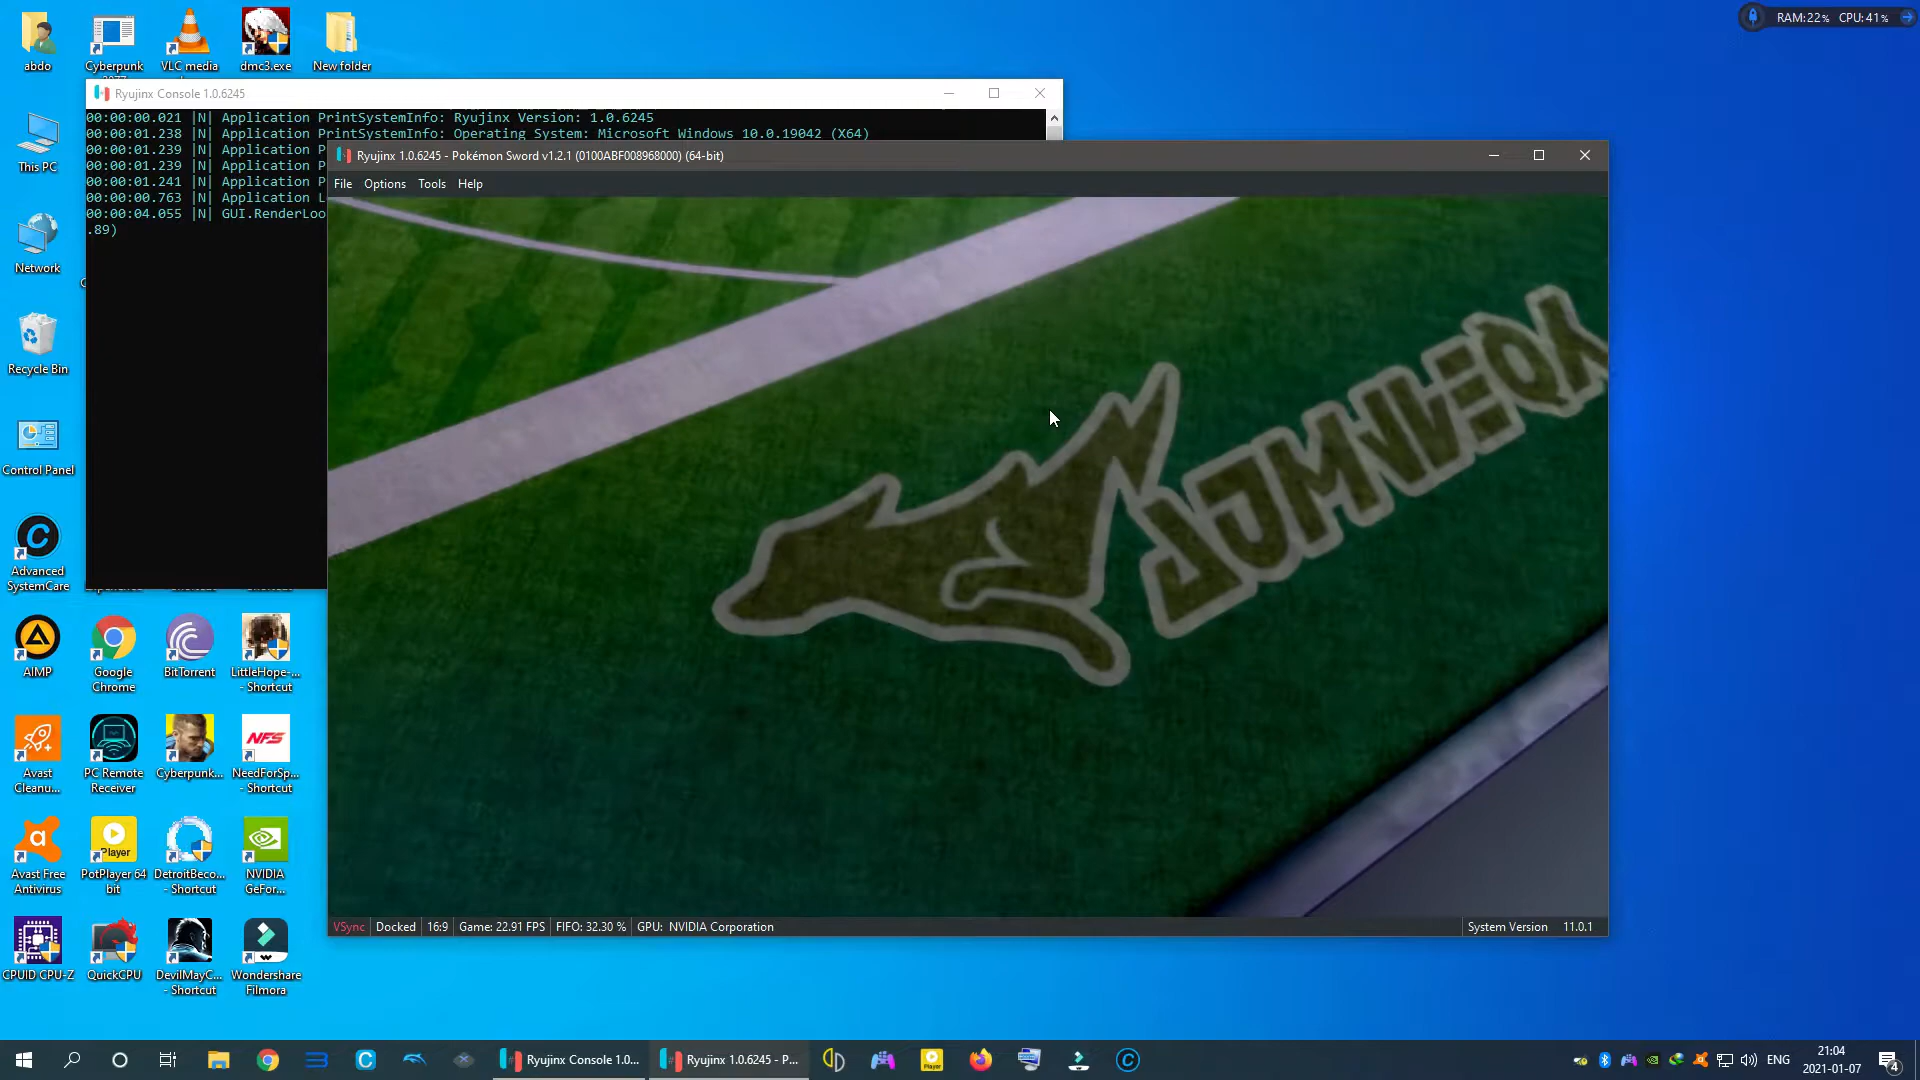 abdo
Cyberpunk
VLC media
dmc3.exe
New folder
RAM:22% CPU:41%
This PC
Network
Recycle Bin
Control Panel
Advanced
SystemCare
AIMP
Google
Chrome
BitTorrent
LittleHope-...
- Shortcut
Avast
Cleanu...
PC Remote
Receiver
Cyberpunk...
NFS
NeedForSp...
- Shortcut
Avast Free
Antivirus
Player
PotPlayer 64
bit
DetroitBeco...
- Shortcut
NVIDIA
GeFor...
CPUID CPU-Z
QuickCPU
DevilMayC...
- Shortcut
Wondershare
Filmora
Ryujinx Console 1.0.6245
00:00:00.021 |N| Application PrintSystemInfo: Ryujinx Version: 1.0.6245
00:00:01.238 |N| Application PrintSystemInfo: Operating System: Microsoft Windows 10.0.19042 (X64)
00:00:01.239 |N| Application P
00:00:01.239 |N| Application P
00:00:01.241 |N| Application P
00:00:00.763 |N| Application L
00:00:04.055 |N| GUI.RenderLoo
.89)
Ryujinx 1.0.6245 - Pokémon Sword v1.2.1 (0100ABF008968000) (64-bit)
File Options Tools Help
VSync Docked 16:9 Game: 22.91 FPS FIFO: 32.30 % GPU: NVIDIA Corporation System Version 11.0.1
Ryujinx Console 1.0...
Ryujinx 1.0.6245 - P...
Player
ENG
21:04
2021-01-07
4